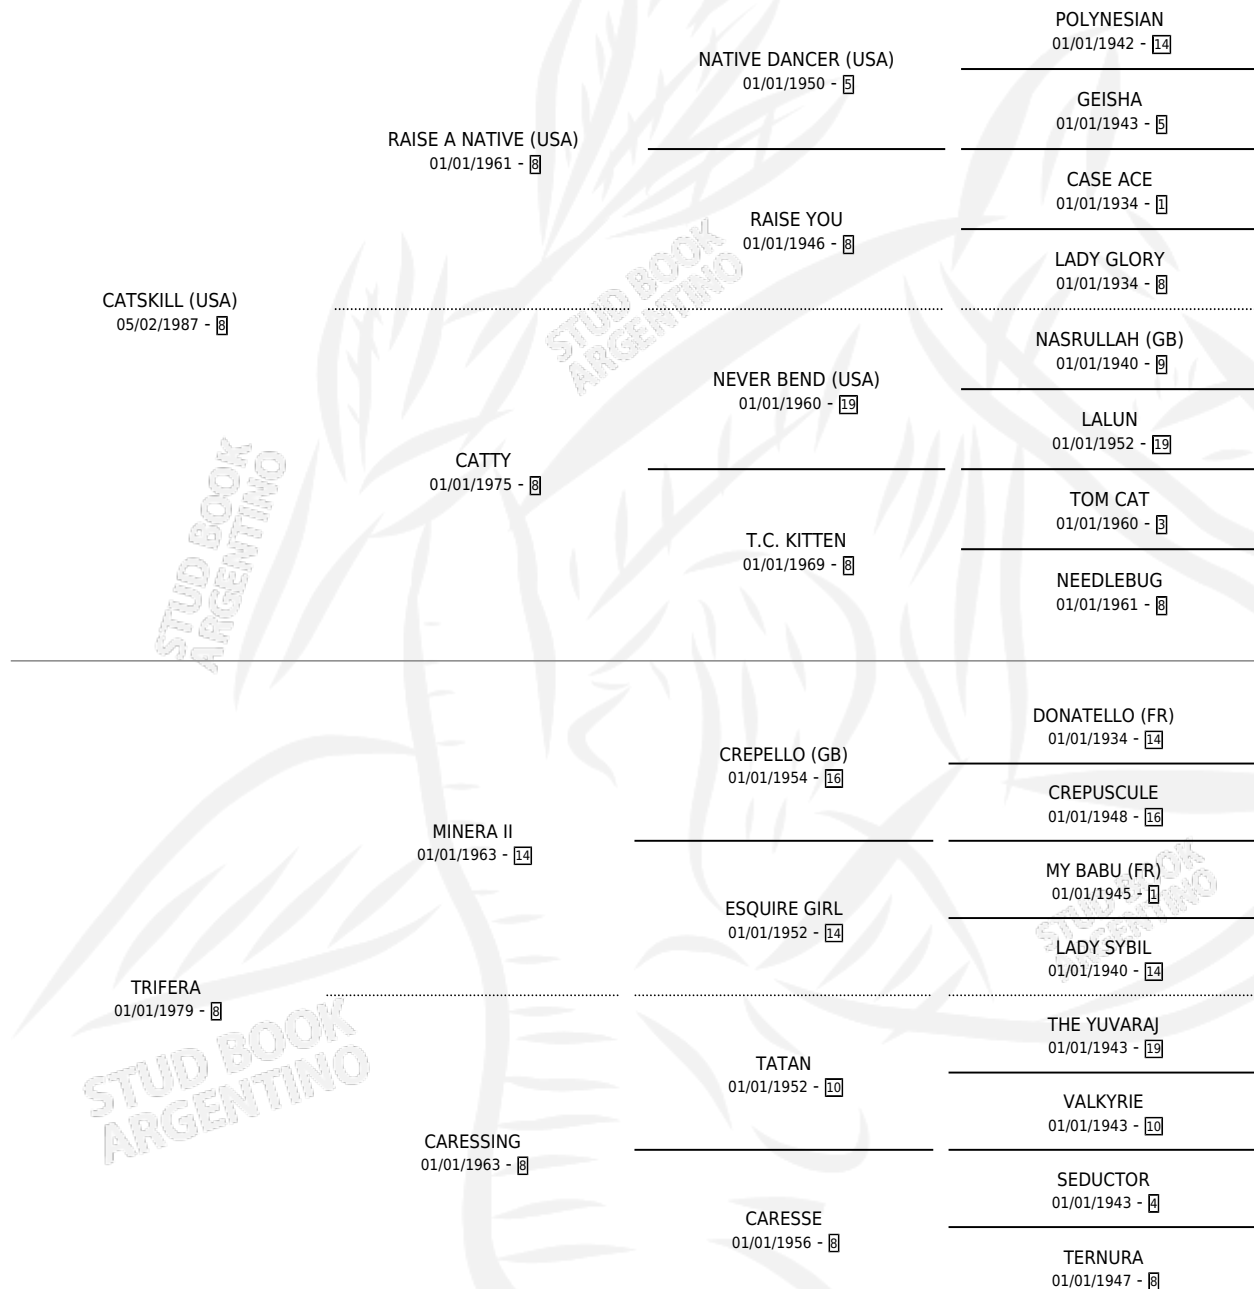 POLYNESIAN
01/01/1942 - 14
NATIVE DANCER (USA)
01/01/1950 - 5
GEISHA
01/01/1943 - 5
RAISE A NATIVE (USA)
01/01/1961 - 8
CASE ACE
01/01/1934 - 1
RAISE YOU
01/01/1946 - 8
LADY GLORY
01/01/1934 - 8
CATSKILL (USA)
05/02/1987 - 8
STUD BOOK
ARGENTINO
NASRULLAH (GB)
01/01/1940 - 9
NEVER BEND (USA)
01/01/1960 - 19
LALUN
01/01/1952 - 19
CATTY
01/01/1975 - 8
TOM CAT
01/01/1960 - 3
T.C. KITTEN
01/01/1969 - 8
NEEDLEBUG
01/01/1961 - 8
STUD BOOK
ARGENTINO
DONATELLO (FR)
01/01/1934 - 14
CREPELLO (GB)
01/01/1954 - 16
CREPUSCULE
01/01/1948 - 16
MINERA II
01/01/1963 - 14
MY BABU (FR)
01/01/1945 - 1
ESQUIRE GIRL
01/01/1952 - 14
LADY SYBIL
01/01/1940 - 14
STUD BOOK
ARGENTINO
TRIFERA
01/01/1979 - 8
THE YUVARAJ
01/01/1943 - 19
TATAN
01/01/1952 - 10
VALKYRIE
01/01/1943 - 10
STUD BOOK
ARGENTINO
CARESSING
01/01/1963 - 8
SEDUCTOR
01/01/1943 - 4
CARESSE
01/01/1956 - 8
TERNURA
01/01/1947 - 8